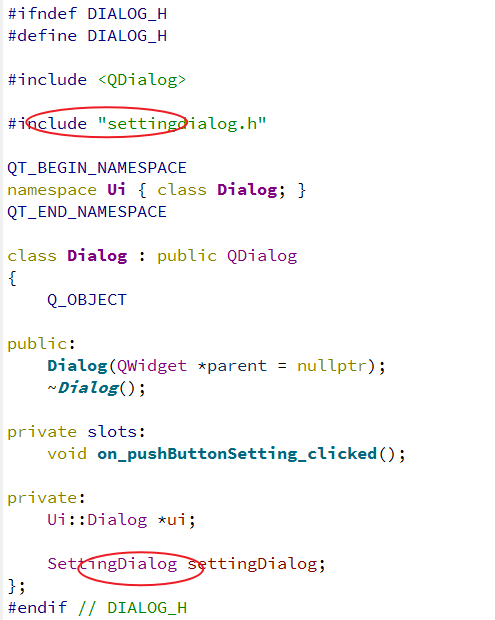 #ifndef DIALOG_H
#define DIALOG_H
#include <QDialog>
#include "settingdialog.h"
QT_BEGIN_NAMESPACE
namespace Ui { class Dialog; }
QT_END_NAMESPACE
class Dialog : public QDialog
{
    Q_OBJECT
public:
    Dialog(QWidget *parent = nullptr);
    ~Dialog();
private slots:
    void on_pushButtonSetting_clicked();
private:
    Ui::Dialog *ui;
    SettingDialog settingDialog;
};
#endif // DIALOG_H